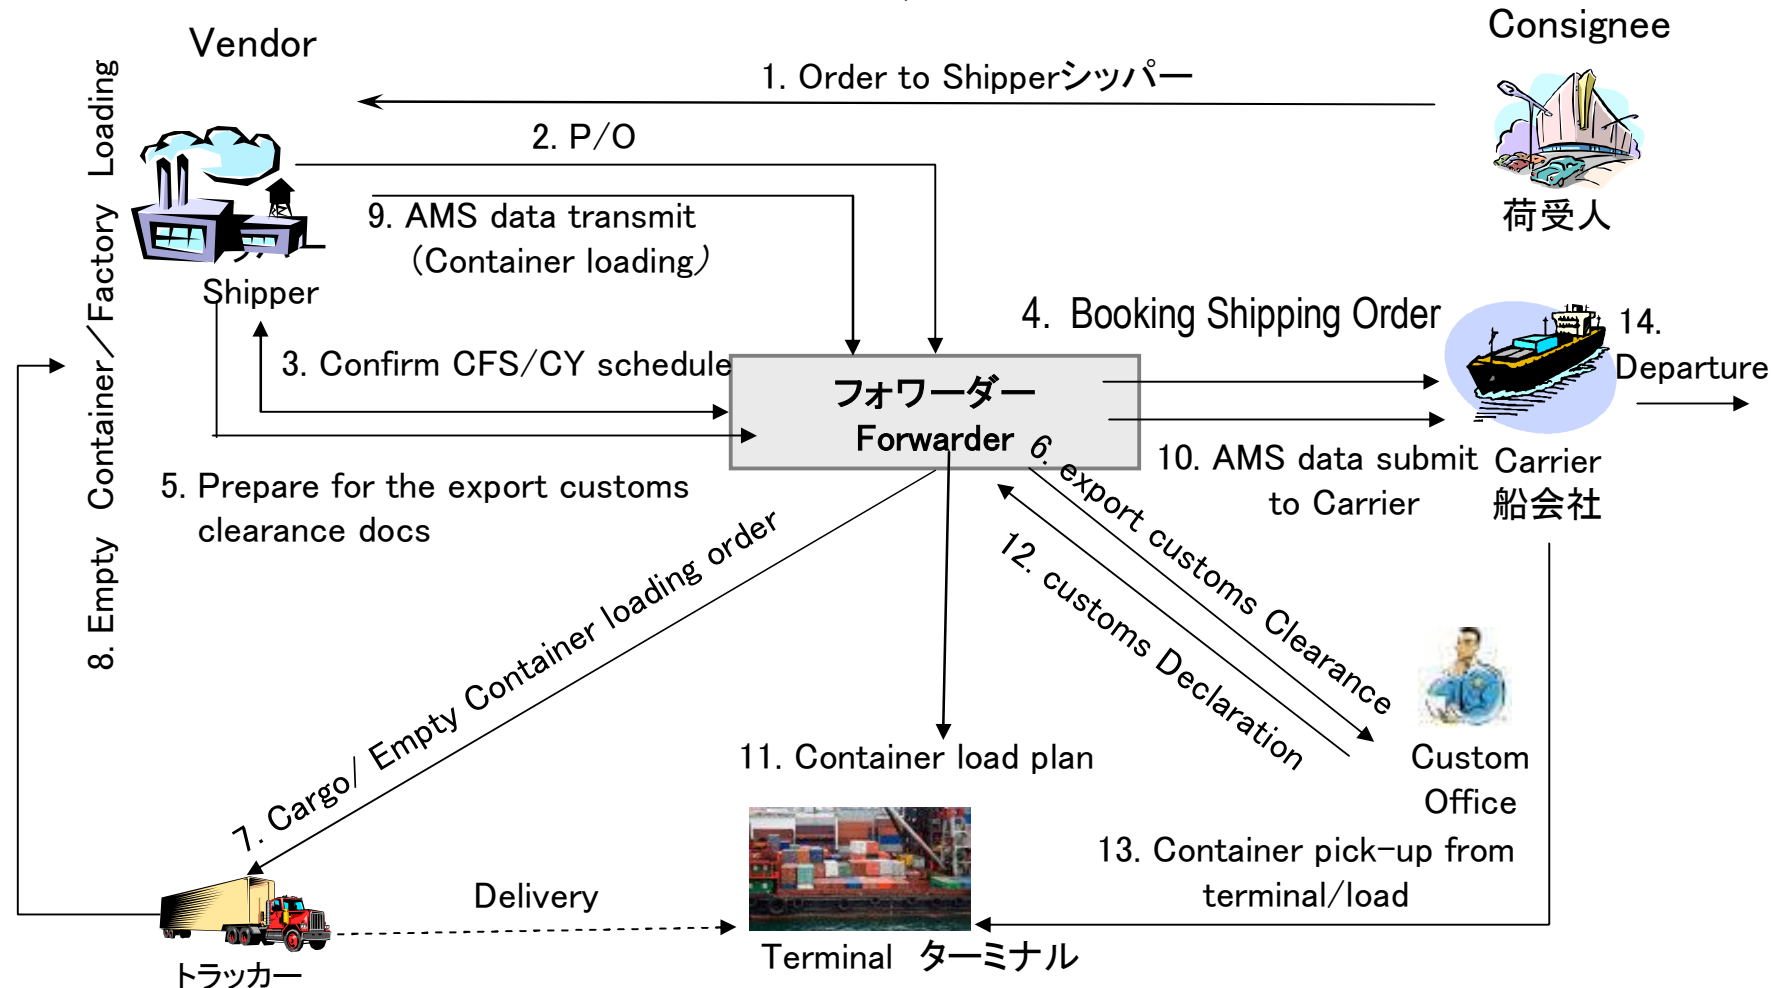 Vendor
Consignee
1. Order to Shipperシッパー
2. P/O
9. AMS data transmit
(Container loading)
荷受人
Shipper
8. Empty Container／Factory Loading
3. Confirm CFS/CY schedule
4. Booking Shipping Order
14.
Departure
フォワーダー
Forwarder
5. Prepare for the export customs
clearance docs
10. AMS data submit
to Carrier
Carrier
船会社
6. export customs Clearance
12. customs Declaration
7. Cargo/ Empty Container loading order
11. Container load plan
Custom
Office
13. Container pick-up from
terminal/load
Delivery
Terminal ターミナル
トラッカー